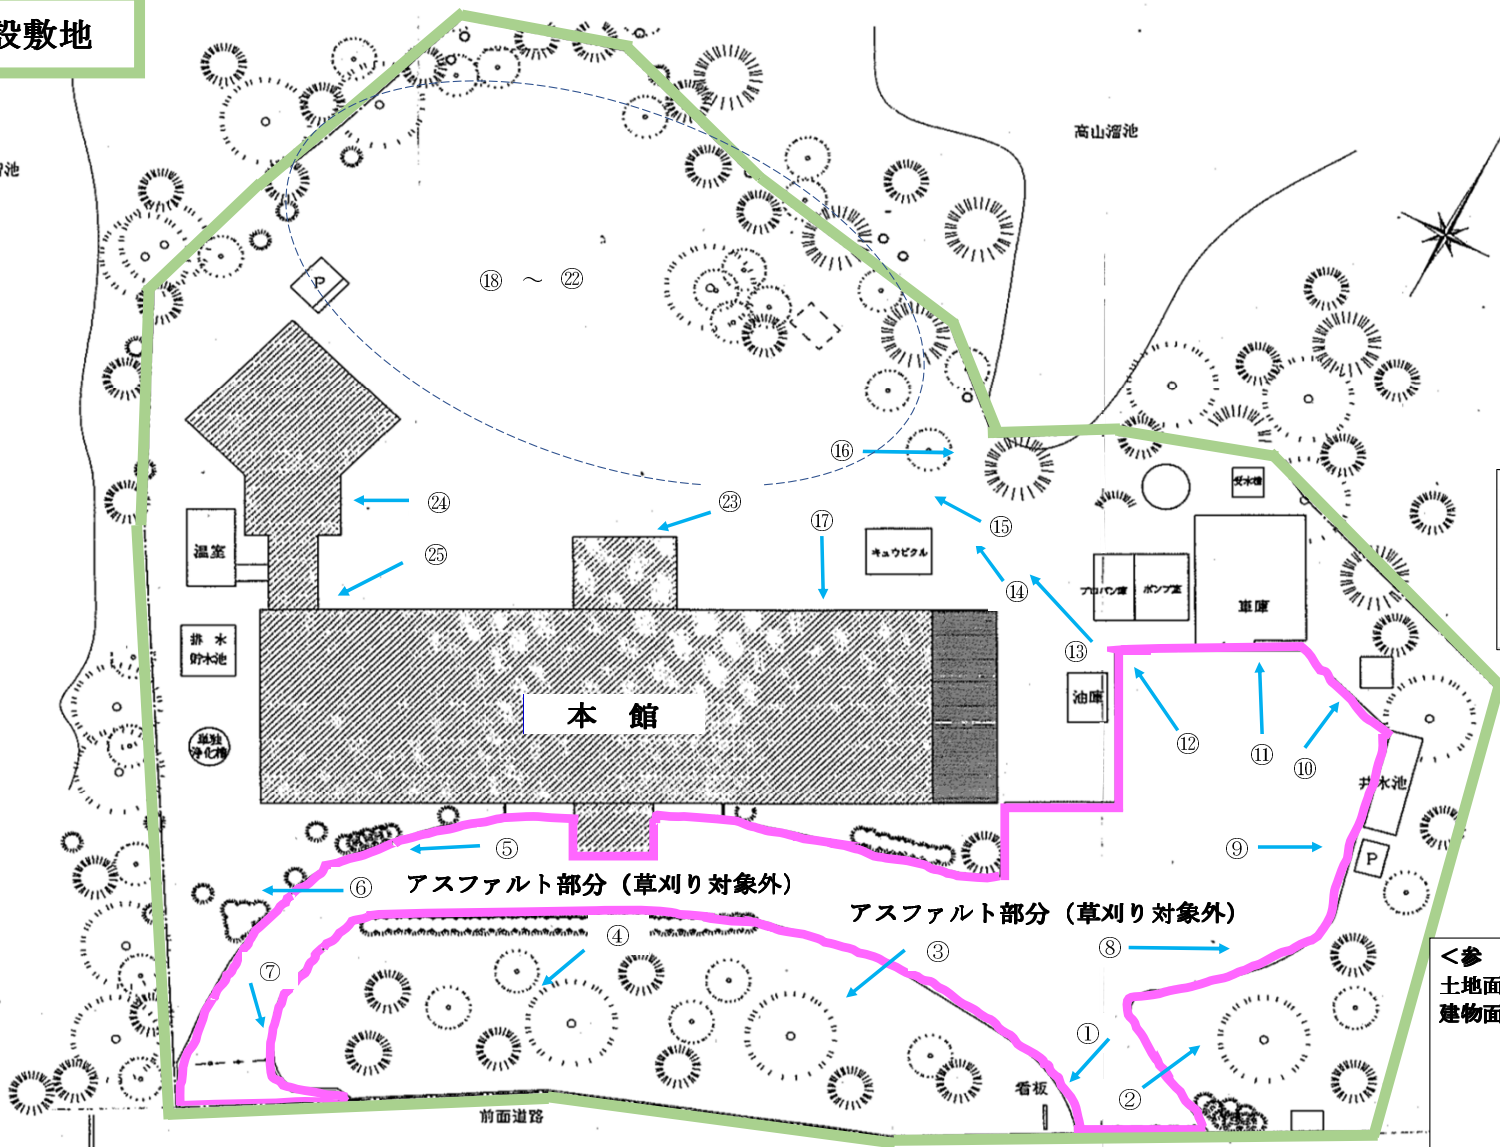 設敷地
高山溜池
溜池
P
⑱ ～ ㉒
⑯
㉔
㉓
⑰
⑮
受水槽
温室
㉕
キュウビクル
⑭
プロパン庫
ポンプ室
車庫
排水
貯水池
⑬
油庫
本館
単独
浄化槽
⑫
⑪
⑩
井水池
⑤
⑨
P
⑥
アスファルト部分（草刈り対象外）
アスファルト部分（草刈り対象外）
④
③
⑧
⑦
＜参
土地面
建物面
①
②
看板
前面道路